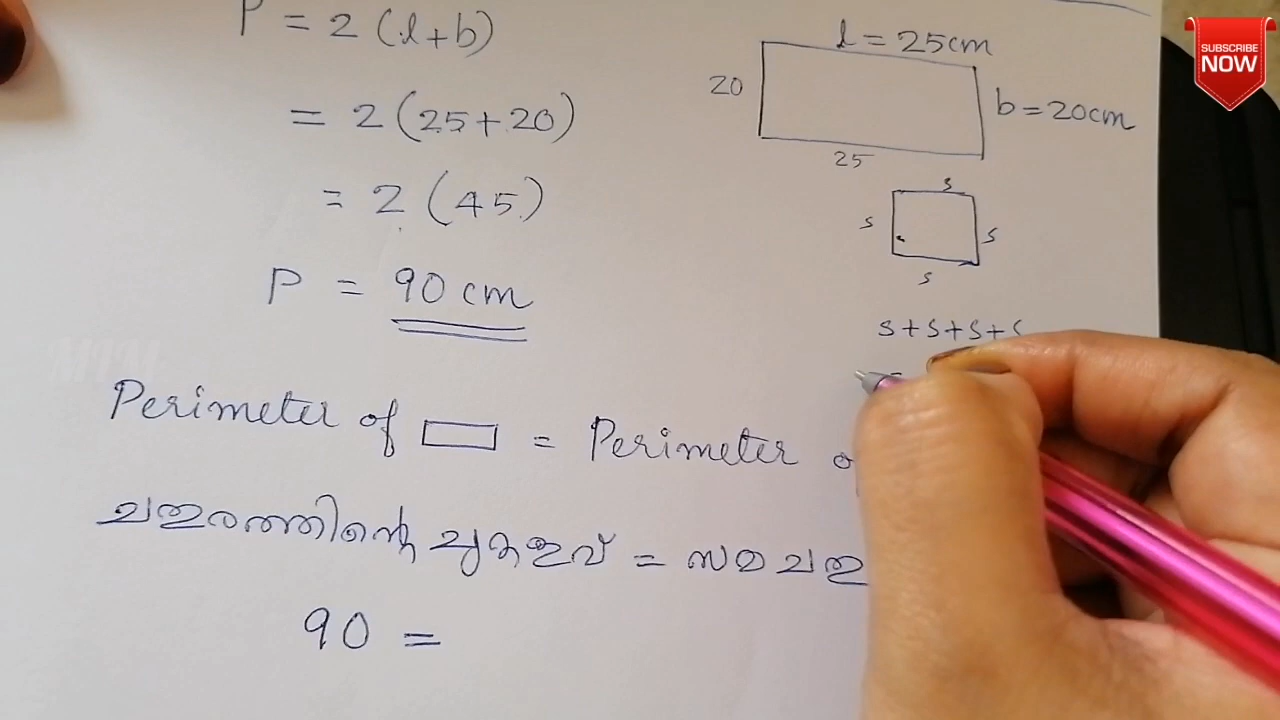 P = 2 (l+b)
= 2 (25+20)
= 2 (45)
P = 90 cm
l = 25cm
20
b = 20cm
25
s
s
s
s
s+s+s+s
=
Perimeter of ▭ = Perimeter
ചതുരത്തിന്റെ ചുറ്റളവ് = സമചതു
90 =
SUBSCRIBE
NOW